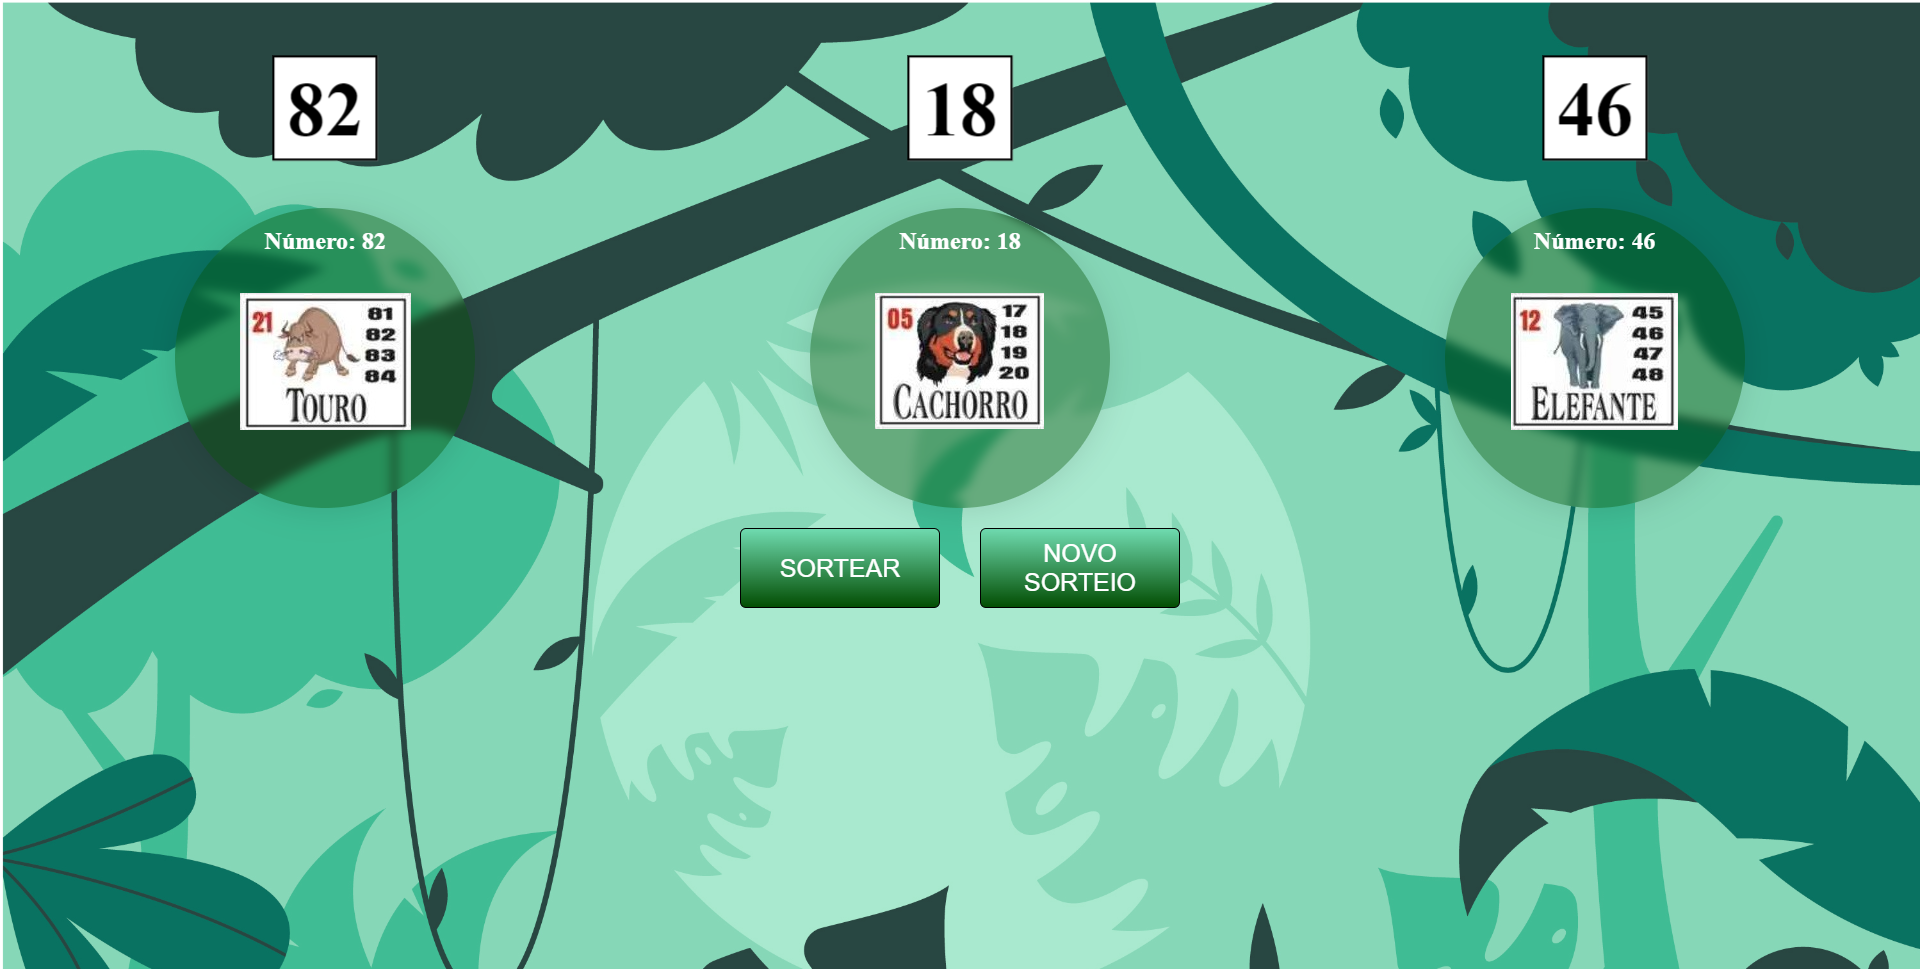 82
18
46
Número: 82
21
81
82
83
84
TOURO
Número: 18
05
17
18
19
20
CACHORRO
Número: 46
12
45
46
47
48
ELEFANTE
SORTEAR
NOVO
SORTEIO